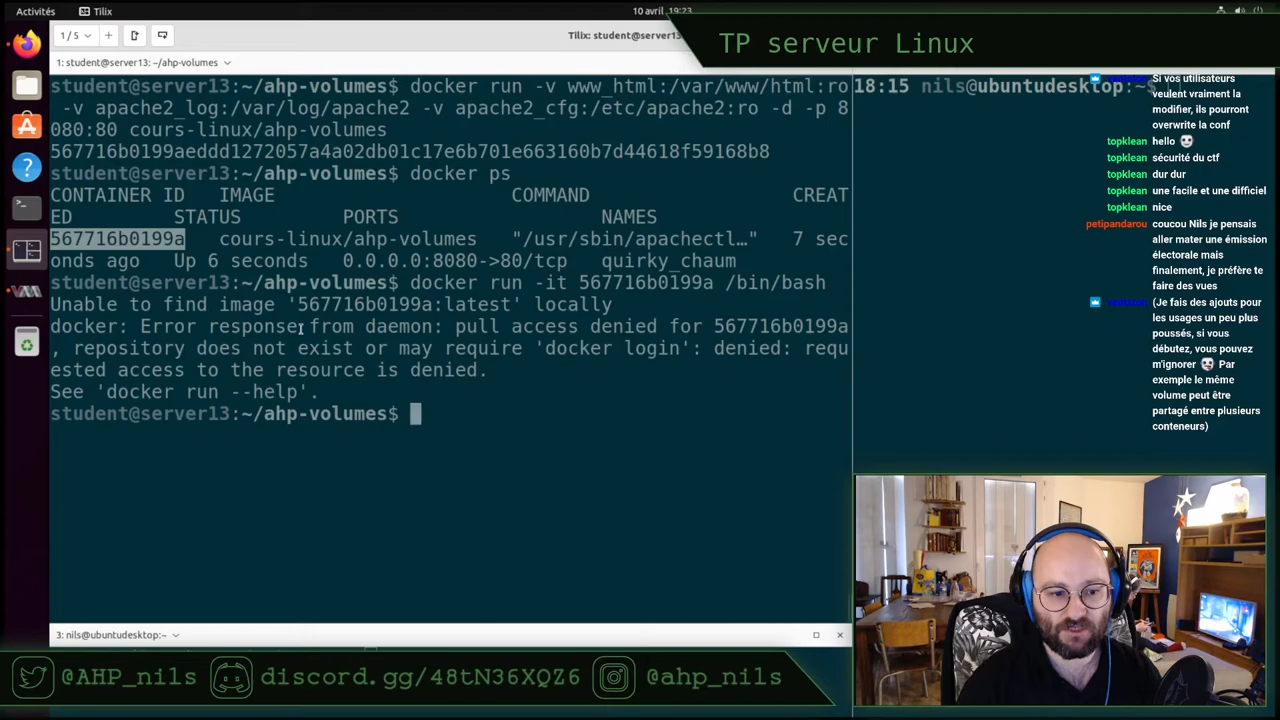 Activités
Tilix
10 avril 19:23
1 / 5
Tilix: student@server13
TP serveur Linux
1: student@server13: ~/ahp-volumes
student@server13:~/ahp-volumes$ docker run -v www_html:/var/www/html:ro
-v apache2_log:/var/log/apache2 -v apache2_cfg:/etc/apache2:ro -d -p 8
080:80 cours-linux/ahp-volumes
567716b0199aeddd1272057a4a02db01c17e6b701e663160b7d44618f59168b8
student@server13:~/ahp-volumes$ docker ps
CONTAINER ID IMAGE COMMAND CREAT
ED STATUS PORTS NAMES
567716b0199a cours-linux/ahp-volumes "/usr/sbin/apachectl…" 7 sec
onds ago Up 6 seconds 0.0.0.0:8080->80/tcp quirky_chaum
student@server13:~/ahp-volumes$ docker run -it 567716b0199a /bin/bash
Unable to find image '567716b0199a:latest' locally
docker: Error response from daemon: pull access denied for 567716b0199a
, repository does not exist or may require 'docker login': denied: requ
ested access to the resource is denied.
See 'docker run --help'.
student@server13:~/ahp-volumes$
18:15 nils@ubuntudesktop:~$
Si vos utilisateurs
veulent vraiment la
modifier, ils pourront
overwrite la conf
topklean hello
topklean sécurité du ctf
topklean dur dur
topklean une facile et une difficiel
topklean nice
petipandarou coucou Nils je pensais
aller mater une émission
électorale mais
finalement, je préfère te
faire des vues
(Je fais des ajouts pour
les usages un peu plus
poussés, si vous
débutez, vous pouvez
m'ignorer Par
exemple le même
volume peut être
partagé entre plusieurs
conteneurs)
3: nils@ubuntudesktop:~
@AHP_nils
discord.gg/48tN36XQZ6
@ahp_nils